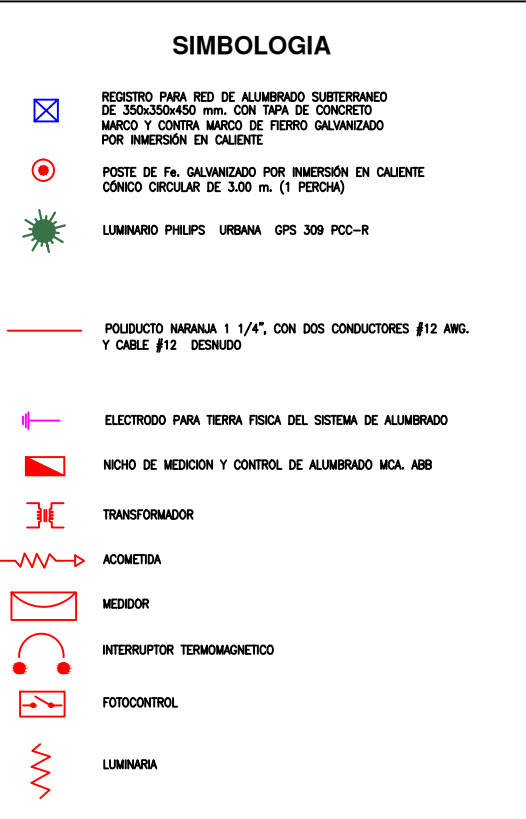 SIMBOLOGIA
REGISTRO PARA RED DE ALUMBRADO SUBTERRANEO
DE 350x350x450 mm. CON TAPA DE CONCRETO
MARCO Y CONTRA MARCO DE FIERRO GALVANIZADO
POR INMERSIÓN EN CALIENTE
POSTE DE Fe. GALVANIZADO POR INMERSIÓN EN CALIENTE
CÓNICO CIRCULAR DE 3.00 m. (1 PERCHA)
LUMINARIO PHILIPS URBANA GPS 309 PCC-R
POLIDUCTO NARANJA 1 1/4", CON DOS CONDUCTORES #12 AWG.
Y CABLE #12 DESNUDO
ELECTRODO PARA TIERRA FISICA DEL SISTEMA DE ALUMBRADO
NICHO DE MEDICION Y CONTROL DE ALUMBRADO MCA. ABB
TRANSFORMADOR
ACOMETIDA
MEDIDOR
INTERRUPTOR TERMOMAGNETICO
FOTOCONTROL
LUMINARIA